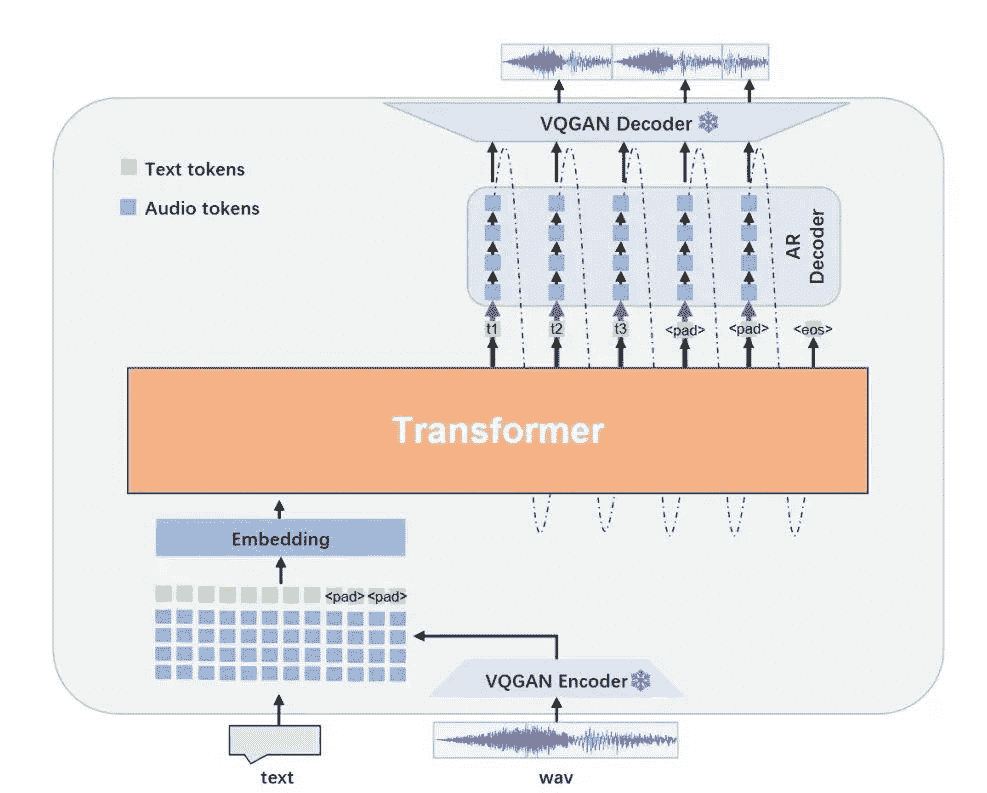 VQGAN Decoder
Text tokens
Audio tokens
AR
Decoder
t1 t2 t3 <pad> <pad> <eos>
Transformer
Embedding
<pad> <pad>
VQGAN Encoder
text
wav